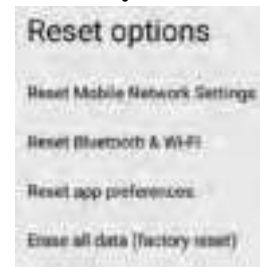 Reset options
Reset Mobile Network Settings
Reset Bluetooth & Wi-Fi
Reset app preferences
Erase all data (factory reset)